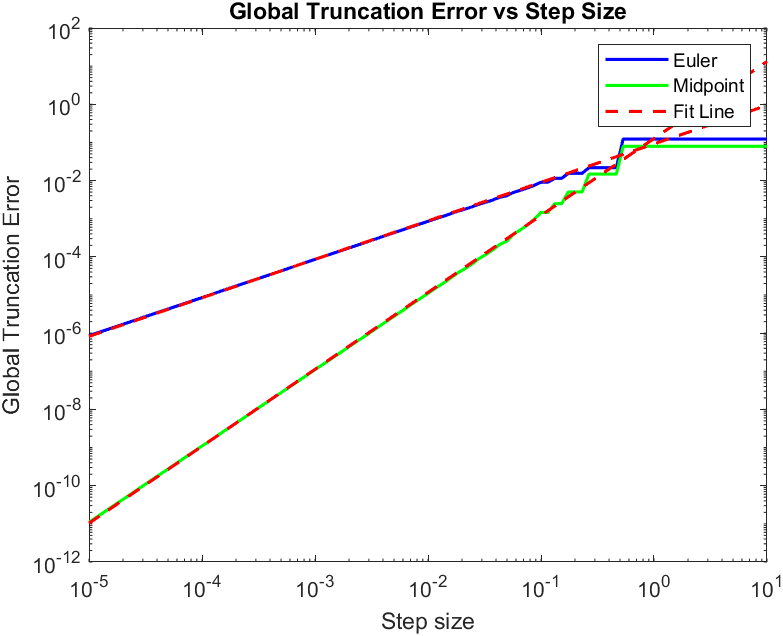 Global Truncation Error vs Step Size
Global Truncation Error
10^2
10^0
10^-2
10^-4
10^-6
10^-8
10^-10
10^-12
Euler
Midpoint
Fit Line
10^-5
10^-4
10^-3
10^-2
10^-1
10^0
10^1
Step size